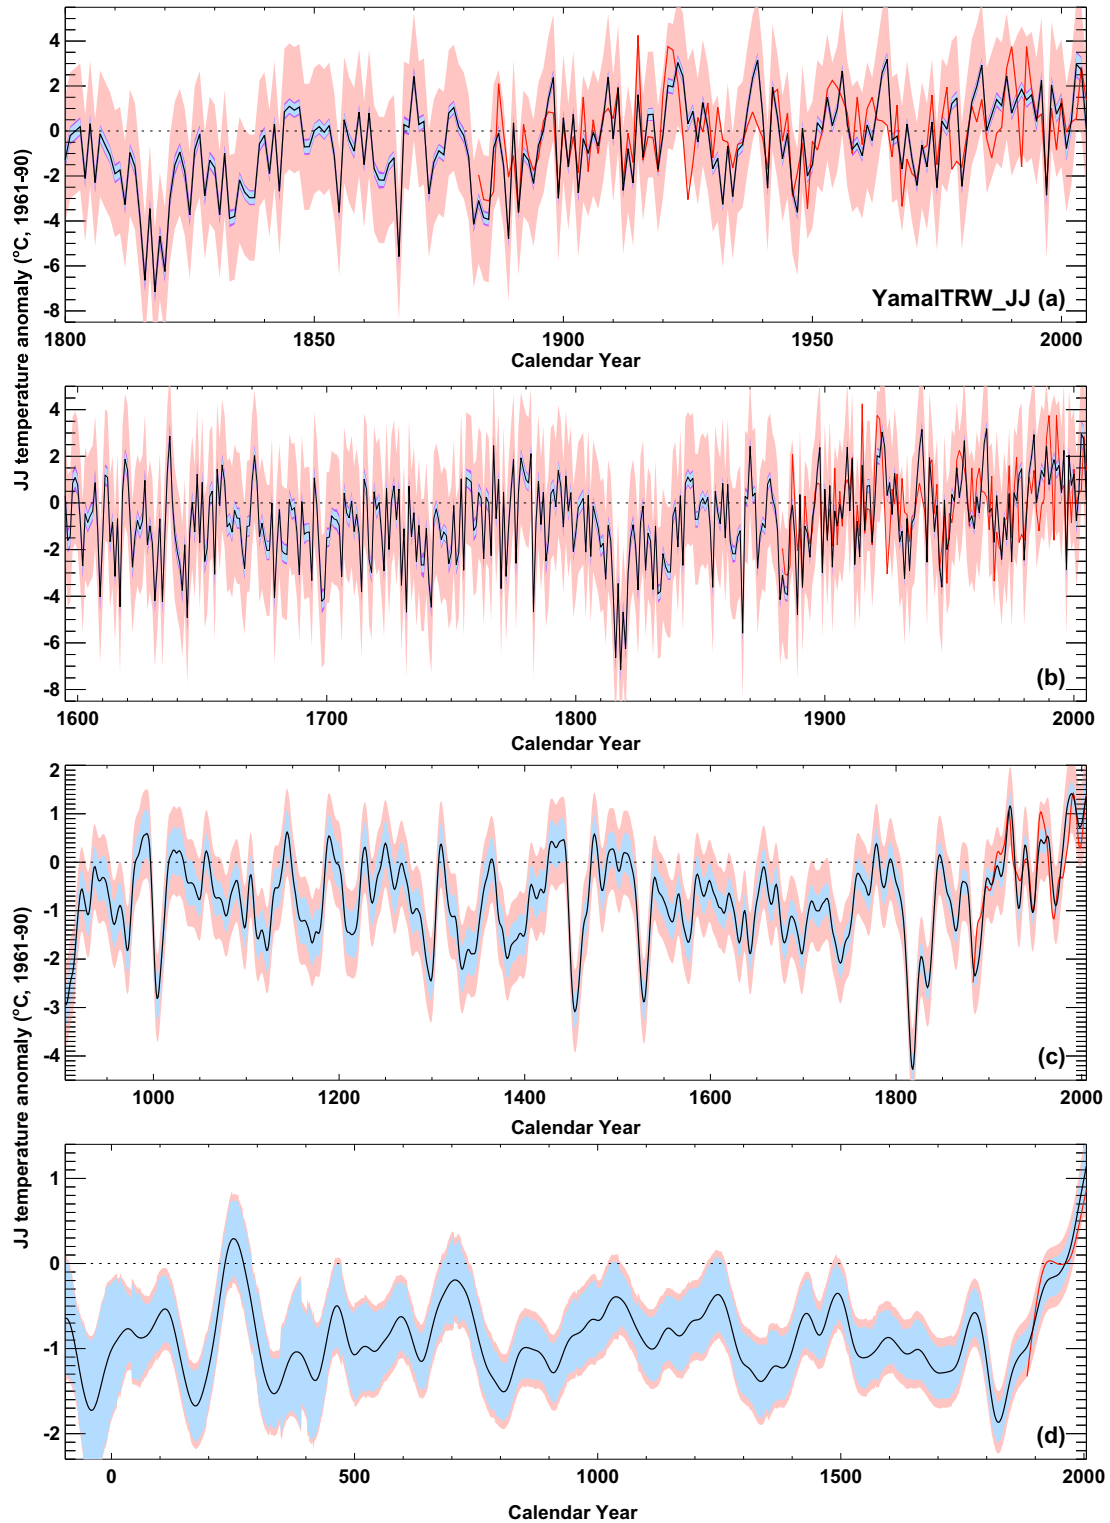 4
2
0
-2
-4
-6
-8
YamalTRW_JJ (a)
1800 1850 1900 1950 2000
Calendar Year
JJ temperature anomaly (°C, 1961-90)
4
2
0
-2
-4
-6
-8
(b)
1600 1700 1800 1900 2000
Calendar Year
2
1
0
-1
-2
-3
-4
(c)
1000 1200 1400 1600 1800 2000
Calendar Year
JJ temperature anomaly (°C, 1961-90)
1
0
-1
-2
(d)
0 500 1000 1500 2000
Calendar Year